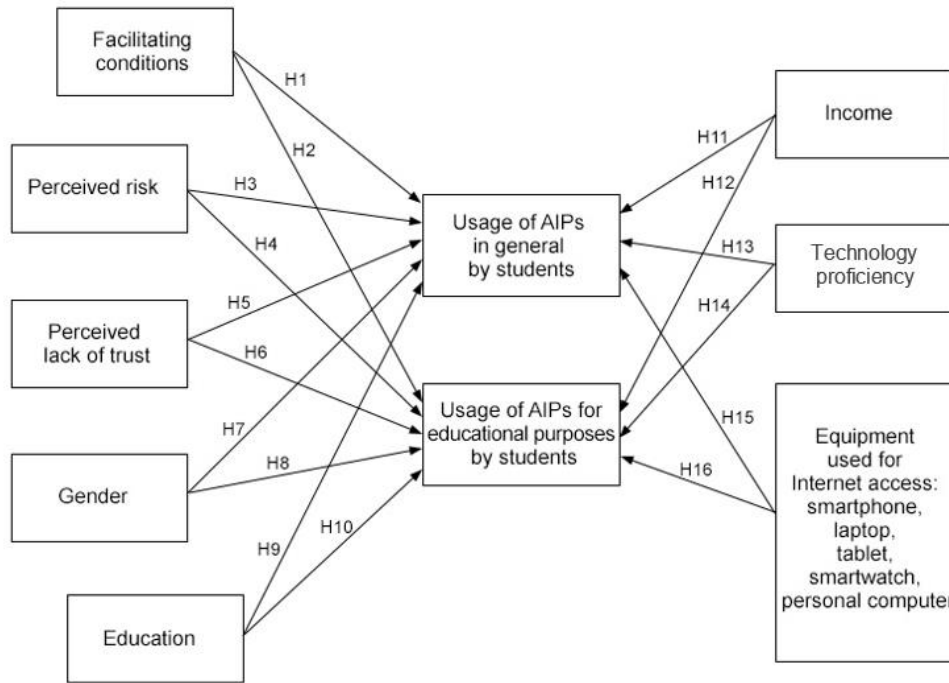 Facilitating
conditions
H1
H2
Perceived risk
H3
H4
Perceived
lack of trust
H5
H6
Gender
H7
H8
Education
H9
H10
Usage of AIPs
in general
by students
Usage of AIPs for
educational purposes
by students
Income
H11
H12
Technology
proficiency
H13
H14
Equipment
used for
Internet access:
smartphone,
laptop,
tablet,
smartwatch,
personal computer
H15
H16